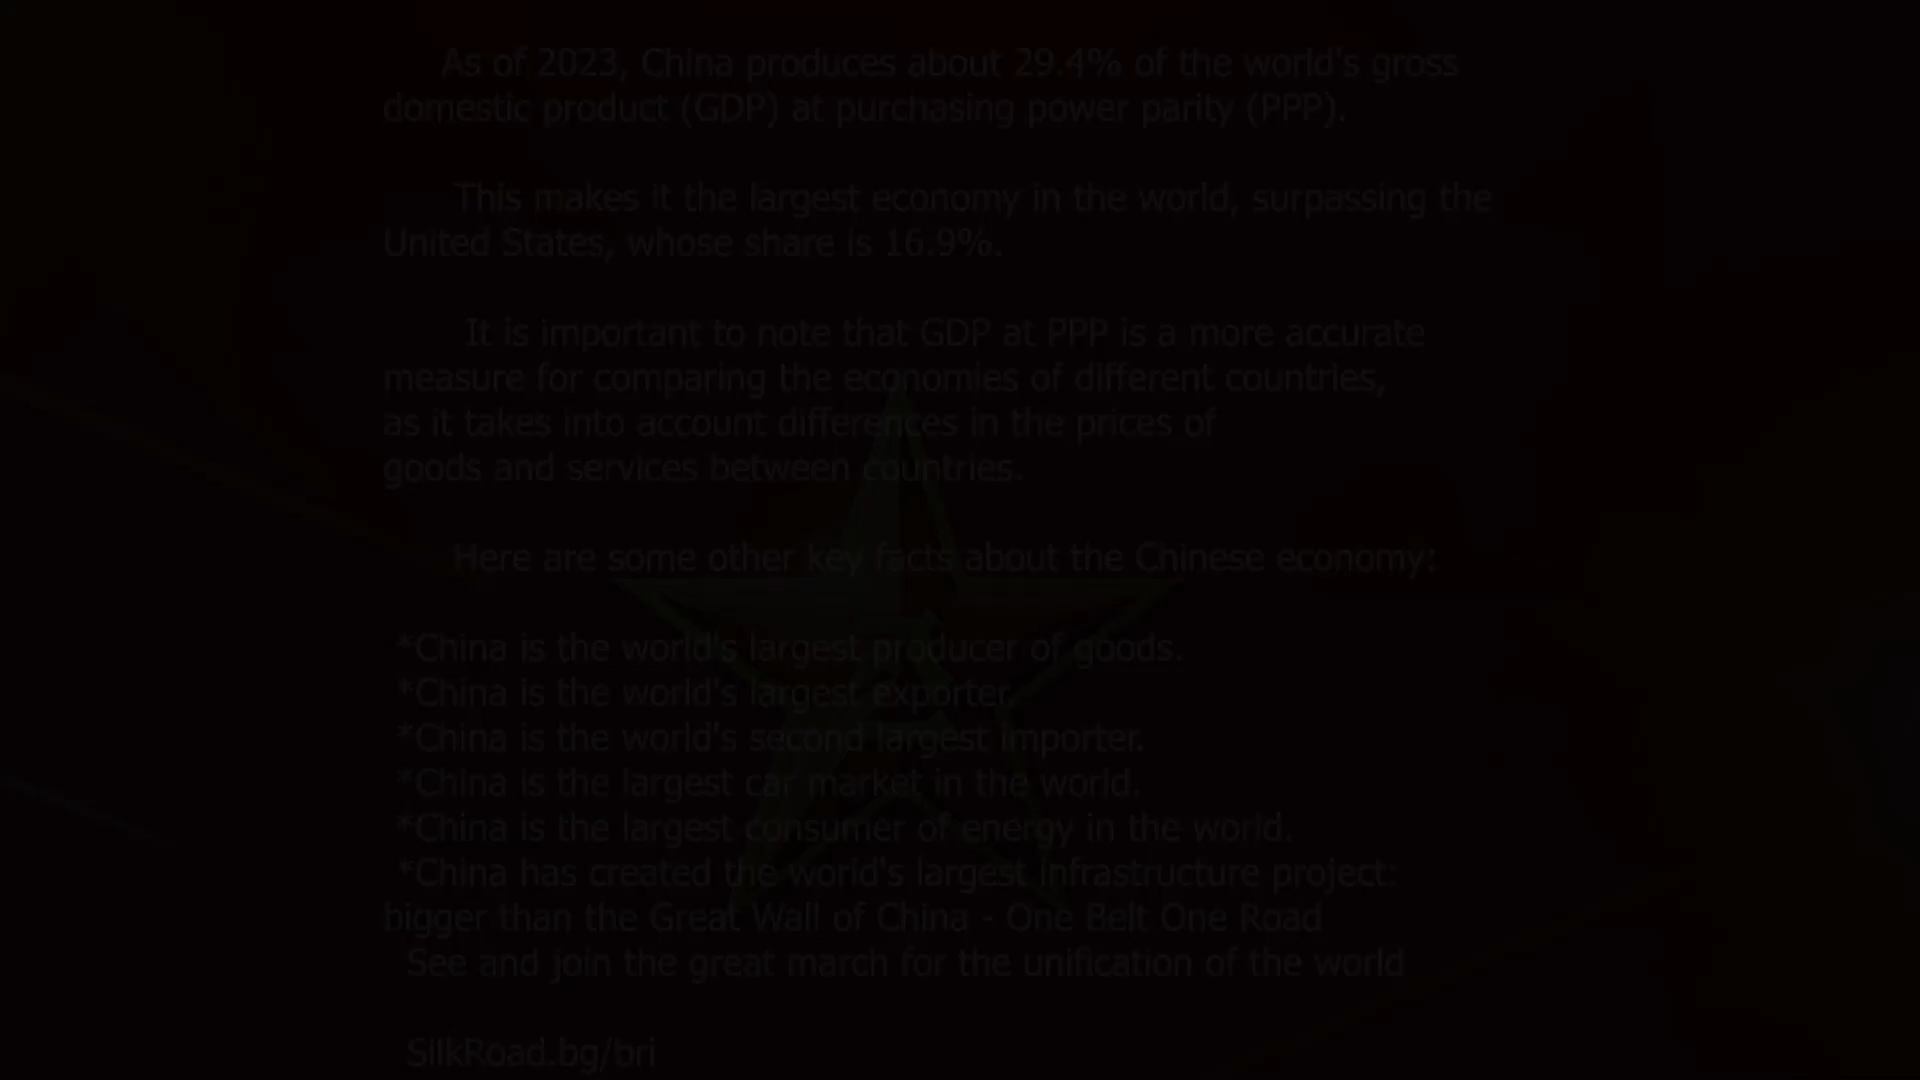 As of 2023, China produces about 29.4% of the world's gross
domestic product (GDP) at purchasing power parity (PPP).
This makes it the largest economy in the world, surpassing the
United States, whose share is 16.9%.
It is important to note that GDP at PPP is a more accurate
measure for comparing the economies of different countries,
as it takes into account differences in the prices of
goods and services between countries.
Here are some other key facts about the Chinese economy:
*China is the world's largest producer of goods.
*China is the world's largest exporter.
*China is the world's second largest importer.
*China is the largest car market in the world.
*China is the largest consumer of energy in the world.
*China has created the world's largest infrastructure project:
bigger than the Great Wall of China - One Belt One Road
See and join the great march for the unification of the world
SilkRoad.bg/bri